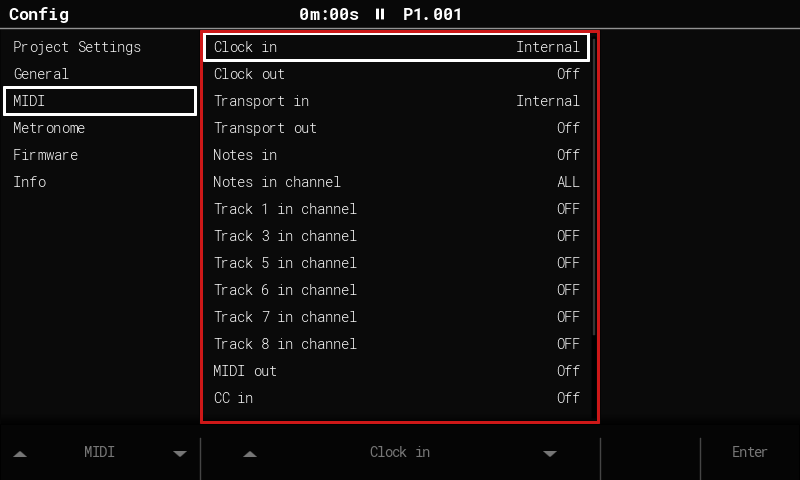 Config 0m:00s P1.001
Project Settings
General
MIDI
Metronome
Firmware
Info
Clock in Internal
Clock out Off
Transport in Internal
Transport out Off
Notes in Off
Notes in channel ALL
Track 1 in channel OFF
Track 3 in channel OFF
Track 5 in channel OFF
Track 6 in channel OFF
Track 7 in channel OFF
Track 8 in channel OFF
MIDI out Off
CC in Off
MIDI Clock in Enter